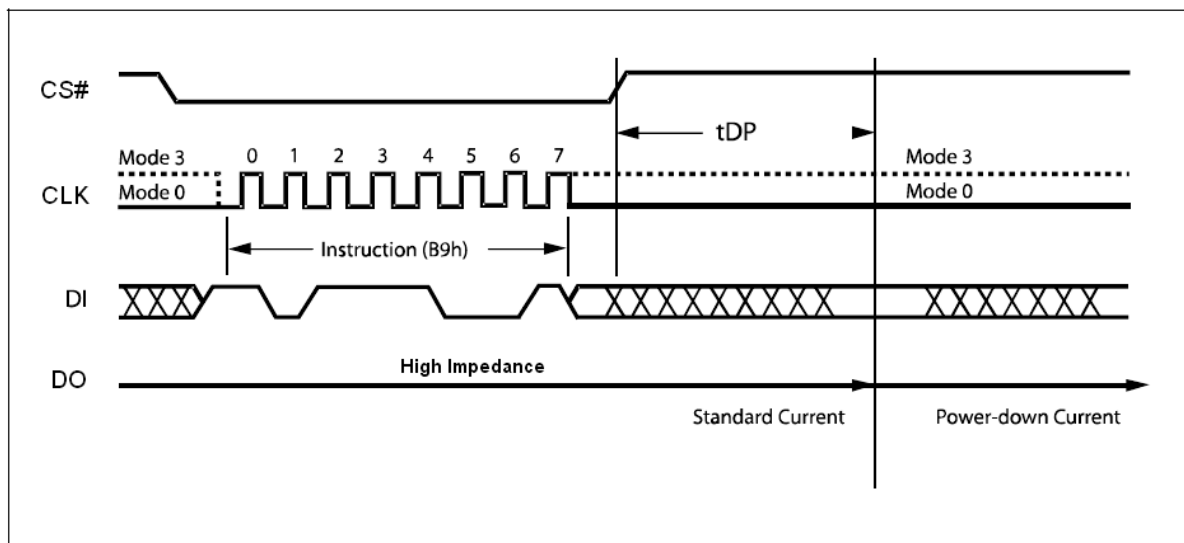 CS#
tDP
Mode 3
0 1 2 3 4 5 6 7
Mode 3
CLK
Mode 0
Mode 0
Instruction (B9h)
DI
High Impedance
DO
Standard Current
Power-down Current